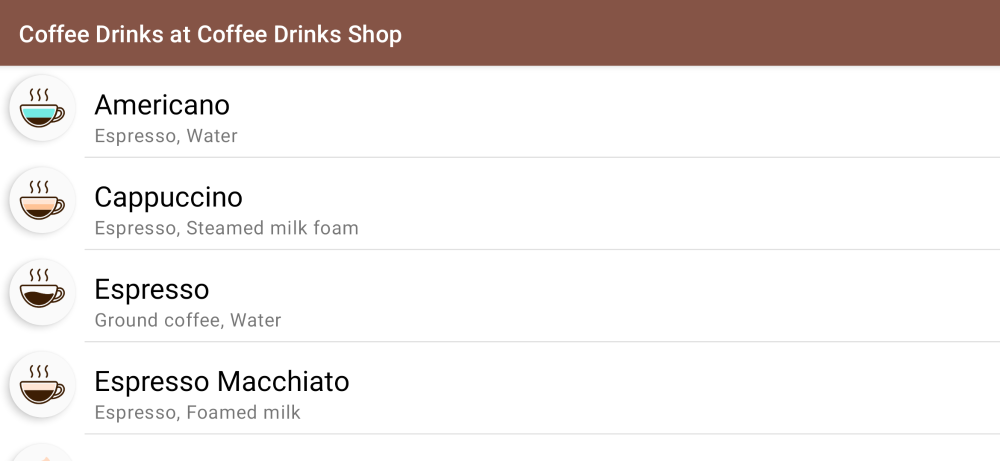 Coffee Drinks at Coffee Drinks Shop
Americano
Espresso, Water
Cappuccino
Espresso, Steamed milk foam
Espresso
Ground coffee, Water
Espresso Macchiato
Espresso, Foamed milk